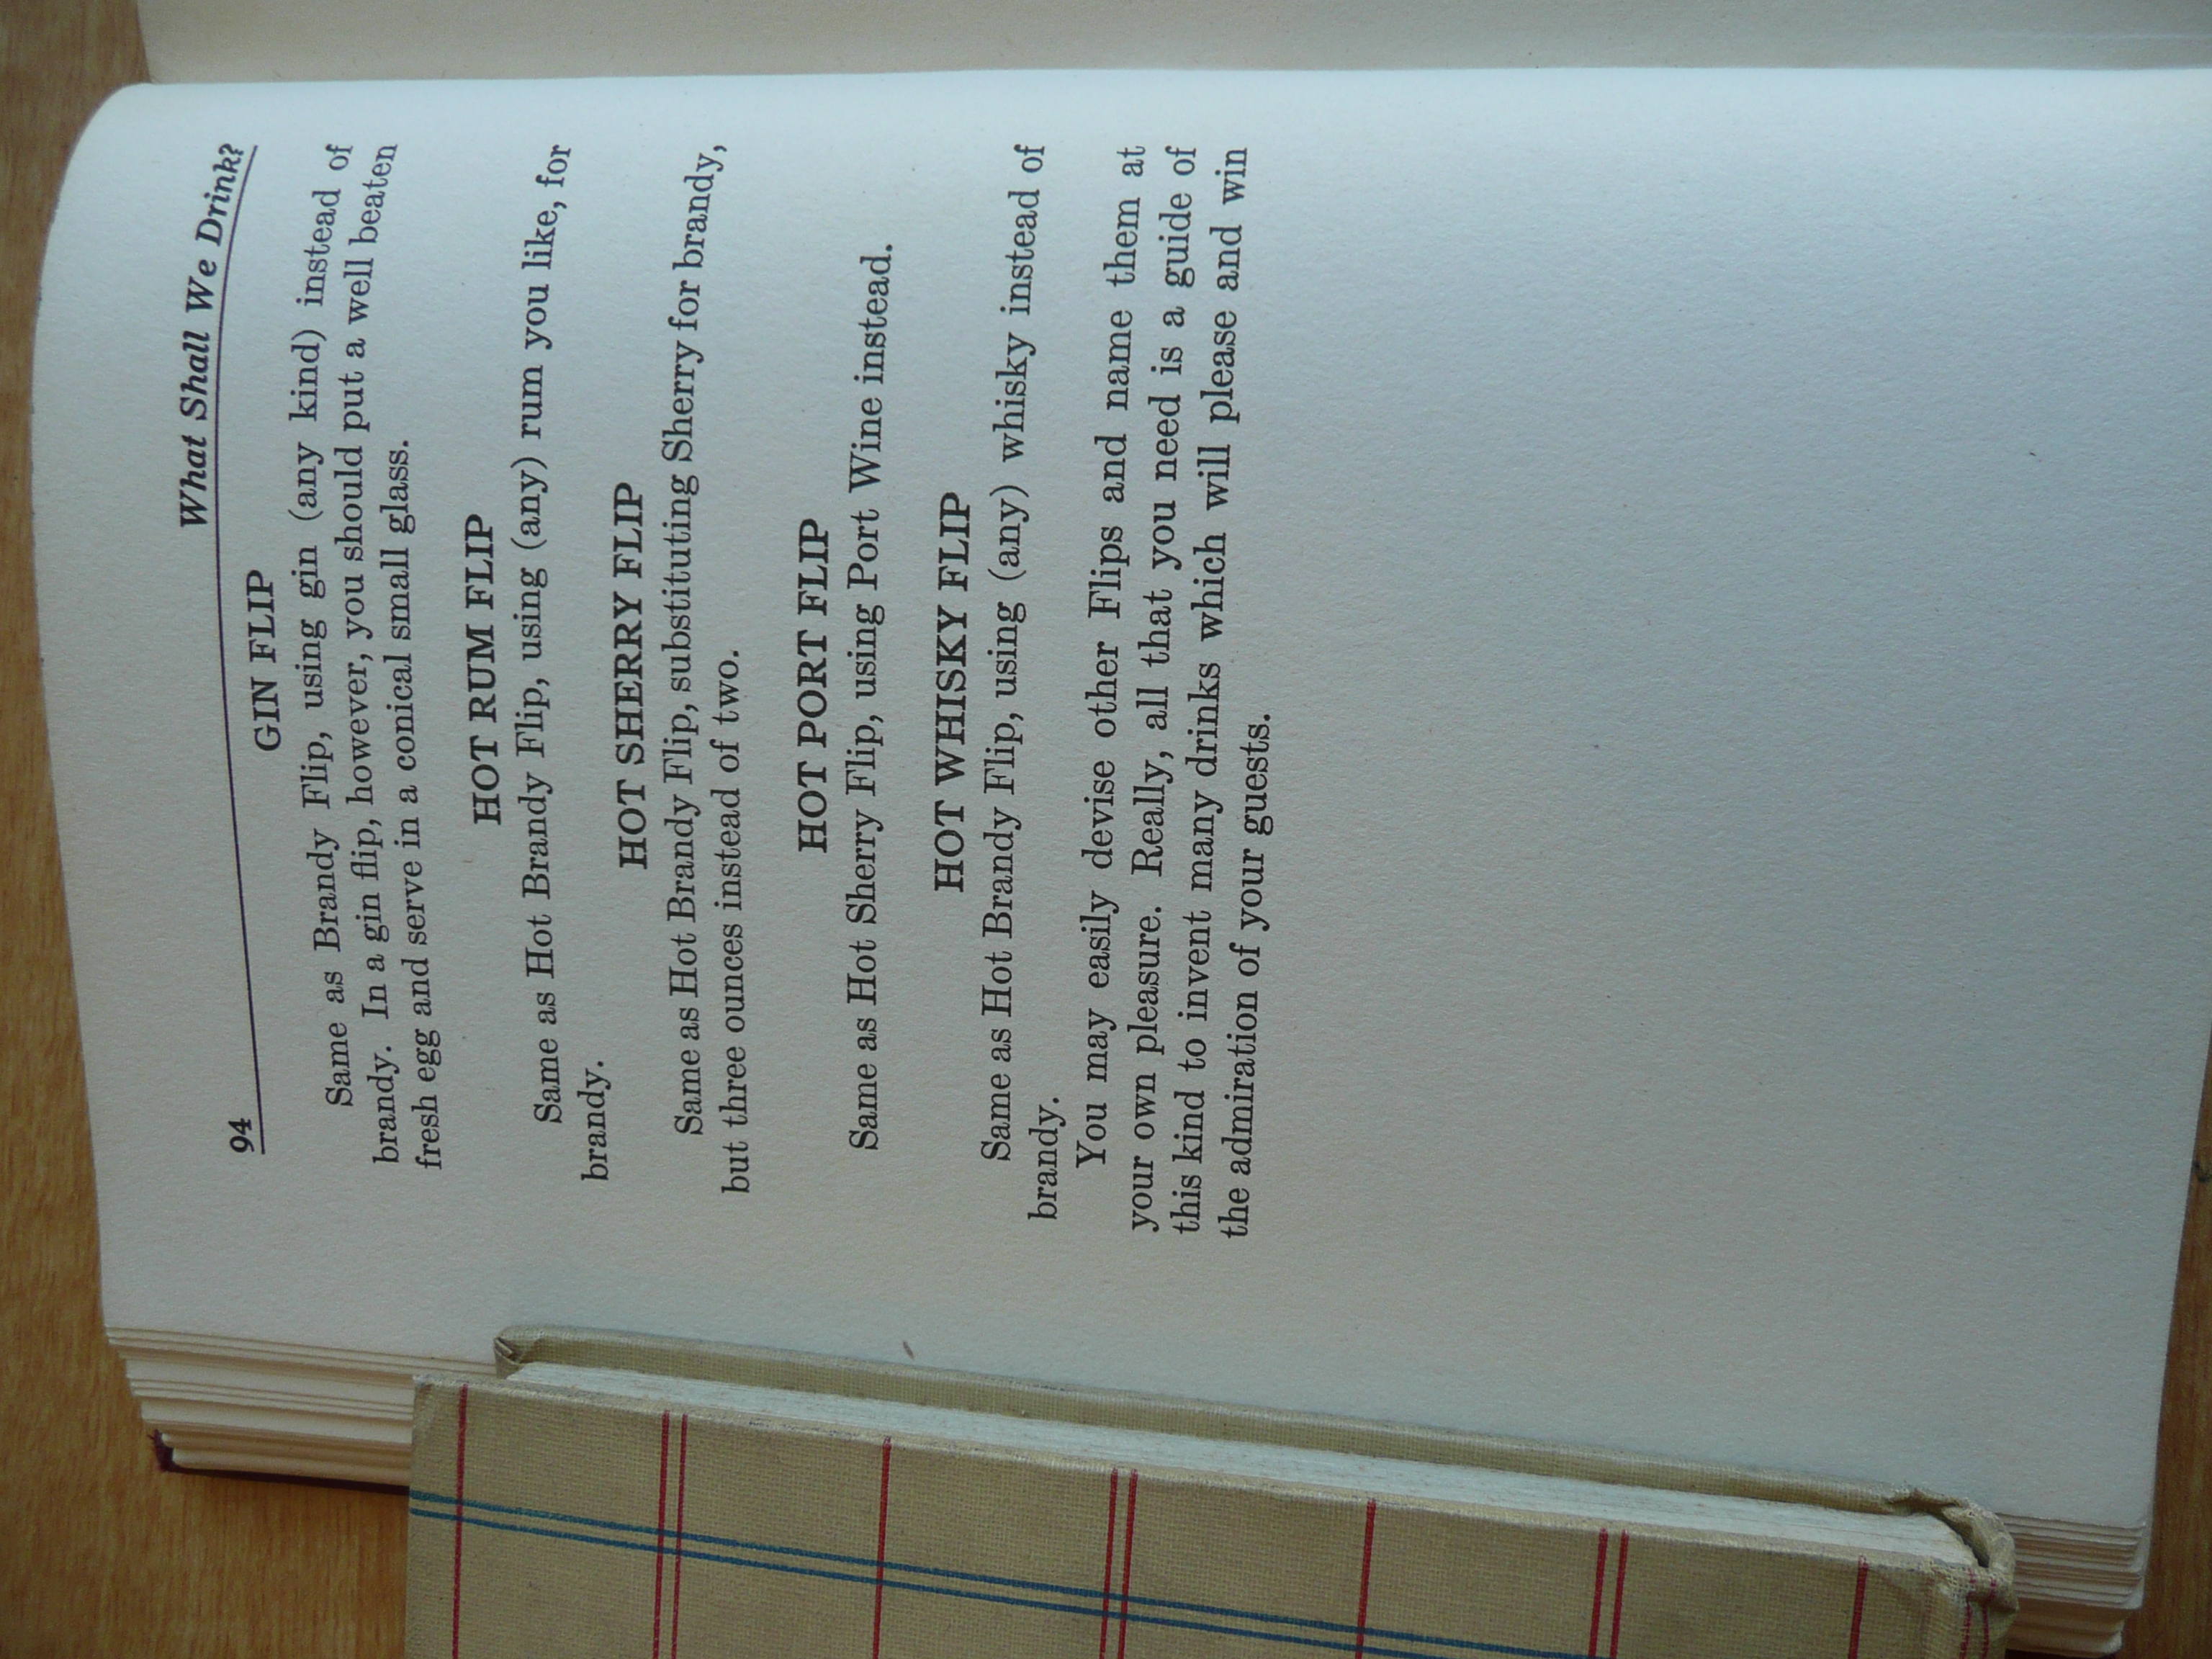 94
What Shall We Drink?
GIN FLIP
Same as Brandy Flip, using gin (any kind) instead of
brandy. In a gin flip, however, you should put a well beaten
fresh egg and serve in a conical small glass.
HOT RUM FLIP
Same as Hot Brandy Flip, using (any) rum you like, for
brandy.
HOT SHERRY FLIP
Same as Hot Brandy Flip, substituting Sherry for brandy,
but three ounces instead of two.
HOT PORT FLIP
Same as Hot Sherry Flip, using Port Wine instead.
HOT WHISKY FLIP
Same as Hot Brandy Flip, using (any) whisky instead of
brandy.
You may easily devise other Flips and name them at
your own pleasure. Really, all that you need is a guide of
this kind to invent many drinks which will please and win
the admiration of your guests.